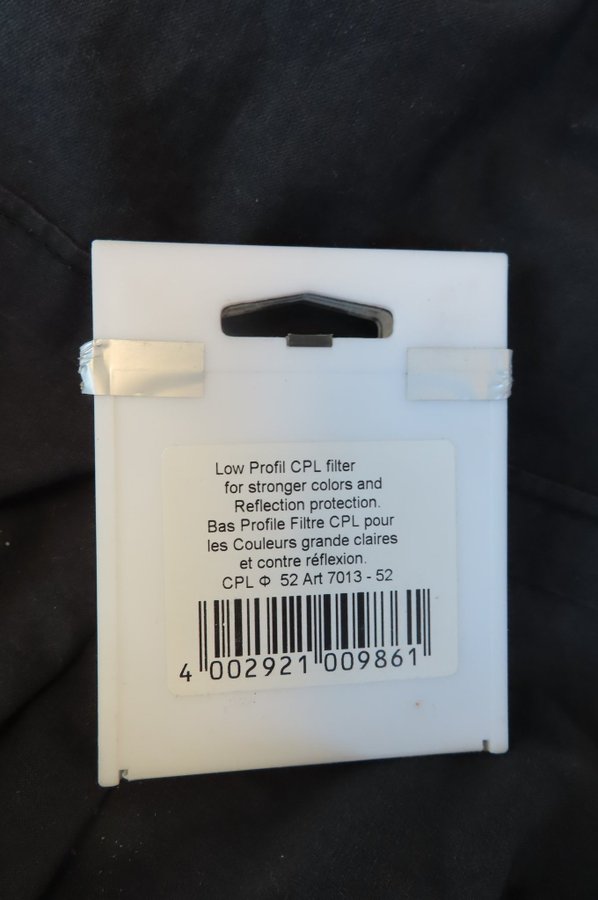 Low Profil CPL filter
for stronger colors and
Reflection protection.
Bas Profile Filtre CPL pour
les Couleurs grande claires
et contre réflexion.
CPL Φ 52 Art 7013 - 52
4 002921 009861